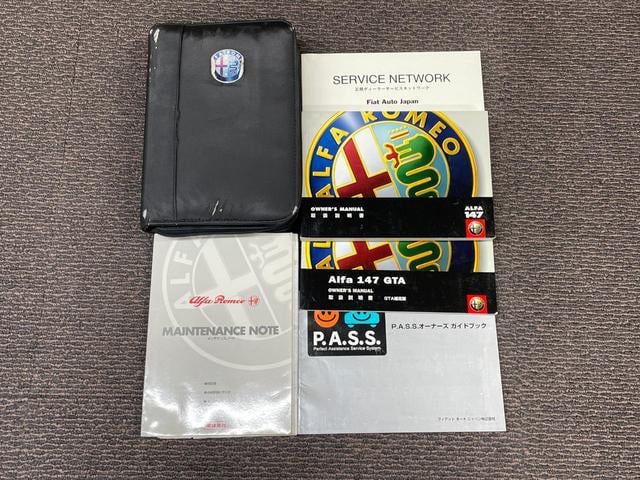 SERVICE NETWORK
正規ディーラーサービスネットワーク
Fiat Auto Japan
ALFA ROMEO
OWNER'S MANUAL
取扱説明書
ALFA
147
Alfa 147 GTA
OWNER'S MANUAL
取扱説明書 GTA補足版
Alfa Romeo
MAINTENANCE NOTE
メンテナンスノート
P.A.S.S.
Perfect Assistance Service System
P.A.S.S.オーナーズ ガイドブック
フィアット オート ジャパン株式会社